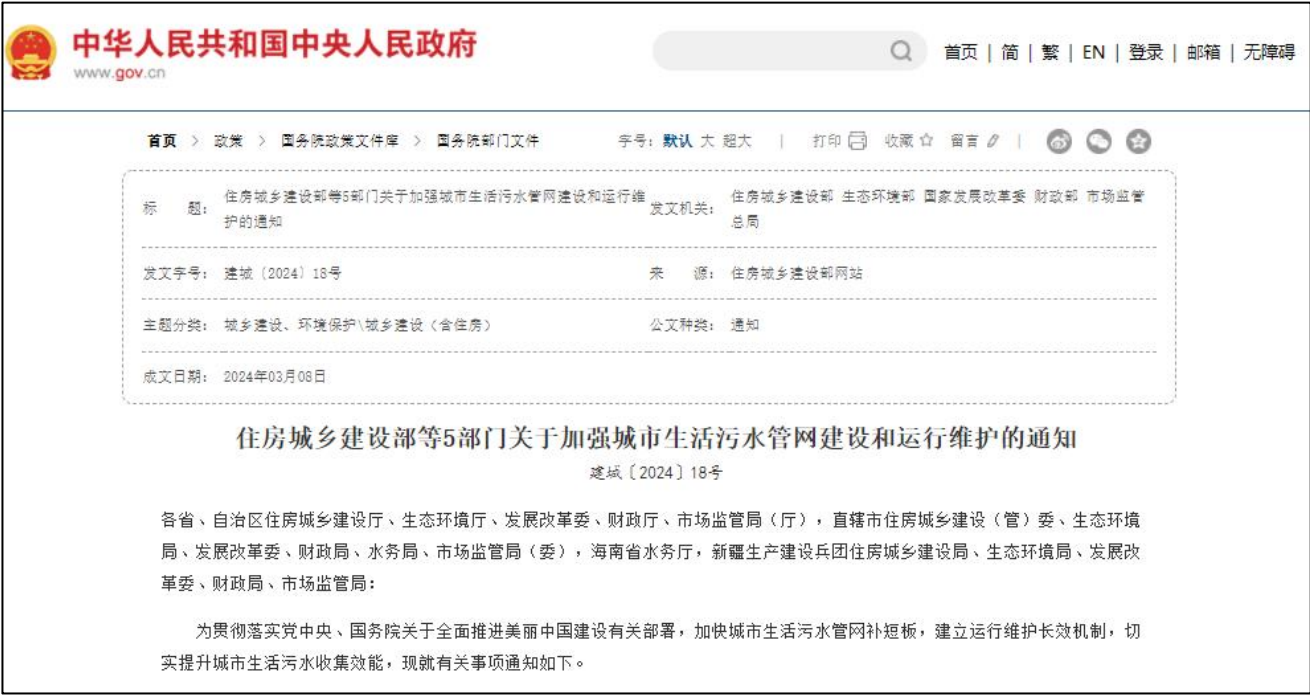 中华人民共和国中央人民政府
www.gov.cn
首页 | 简 | 繁 | EN | 登录 | 邮箱 | 无障碍
首页 > 政策 > 国务院政策文件库 > 国务院部门文件
字号：默认 大 超大 | 打印 收藏 留言 |
标 题： 住房城乡建设部等5部门关于加强城市生活污水管网建设和运行维
护的通知
发文机关： 住房城乡建设部 生态环境部 国家发展改革委 财政部 市场监管
总局
发文字号： 建城〔2024〕18号
来 源： 住房城乡建设部网站
主题分类： 城乡建设、环境保护\城乡建设（含住房）
公文种类： 通知
成文日期： 2024年03月08日
住房城乡建设部等5部门关于加强城市生活污水管网建设和运行维护的通知
建城〔2024〕18号
各省、自治区住房城乡建设厅、生态环境厅、发展改革委、财政厅、市场监管局（厅），直辖市住房城乡建设（管）委、生态环境
局、发展改革委、财政局、水务局、市场监管局（委），海南省水务厅，新疆生产建设兵团住房城乡建设局、生态环境局、发展改
革委、财政局、市场监管局：
为贯彻落实党中央、国务院关于全面推进美丽中国建设有关部署，加快城市生活污水管网补短板，建立运行维护长效机制，切
实提升城市生活污水收集效能，现就有关事项通知如下。